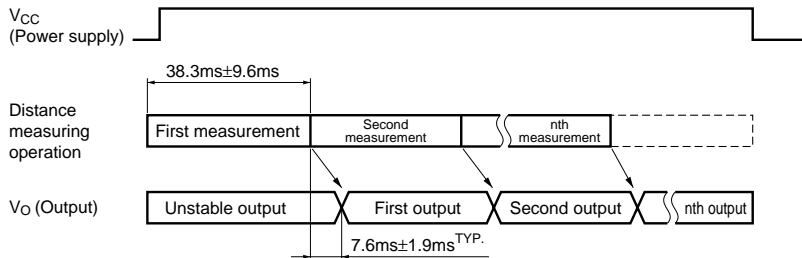 VCC
(Power supply)
38.3ms±9.6ms
Distance
measuring
operation
First measurement
Second
measurement
nth
measurement
VO (Output)
Unstable output
First output
Second output
nth output
7.6ms±1.9msTYP.